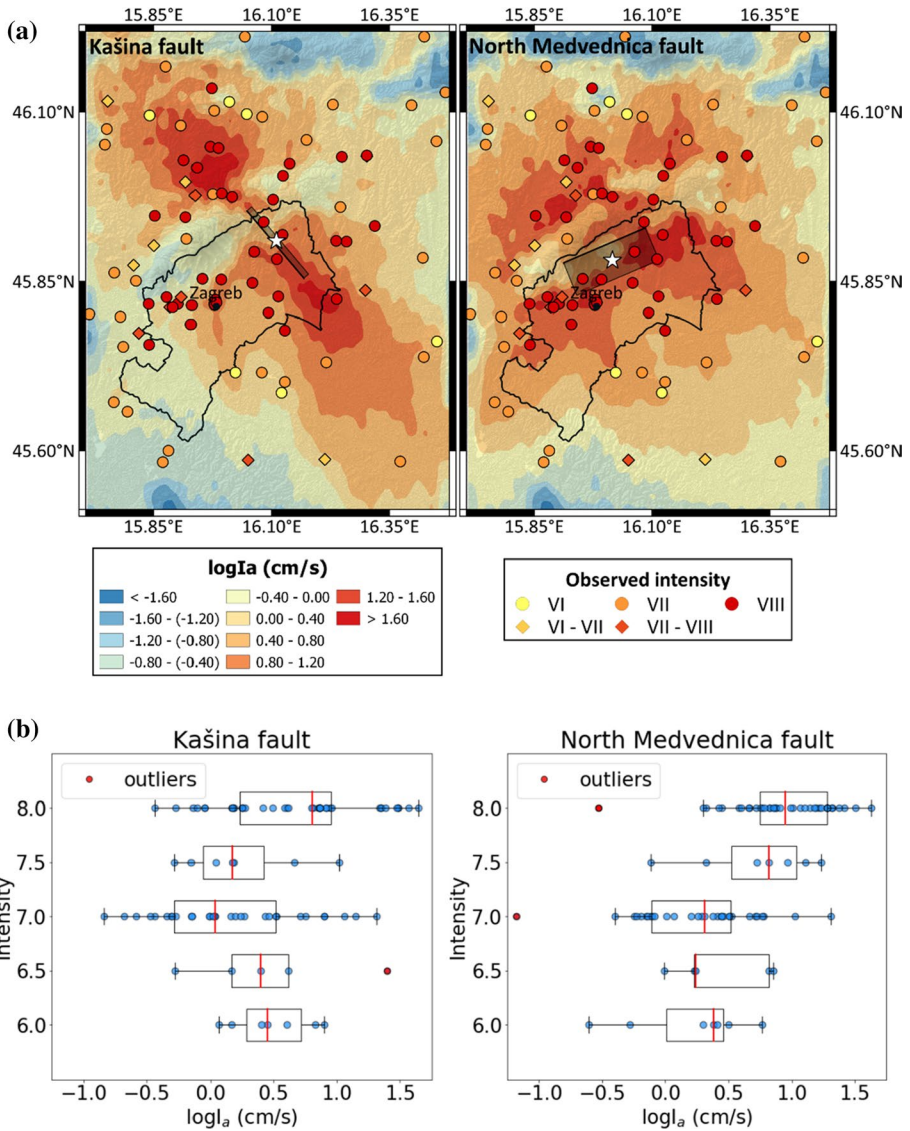 (a)
15.85°E 16.10°E 16.35°E 15.85°E 16.10°E 16.35°E
Kašina fault North Medvednica fault
46.10°N 46.10°N
45.85°N 45.85°N
Zagreb Zagreb
45.60°N 45.60°N
15.85°E 16.10°E 16.35°E 15.85°E 16.10°E 16.35°E
logIa (cm/s)
< -1.60 -0.40 - 0.00 1.20 - 1.60
-1.60 - (-1.20) 0.00 - 0.40 > 1.60
-1.20 - (-0.80) 0.40 - 0.80
-0.80 - (-0.40) 0.80 - 1.20
Observed intensity
VI VII VIII
VI - VII VII - VIII
(b)
Kašina fault North Medvednica fault
outliers outliers
8.0 8.0
7.5 7.5
7.0 7.0
6.5 6.5
6.0 6.0
Intensity Intensity
−1.0 −0.5 0.0 0.5 1.0 1.5 −1.0 −0.5 0.0 0.5 1.0 1.5
logIₐ (cm/s) logIₐ (cm/s)